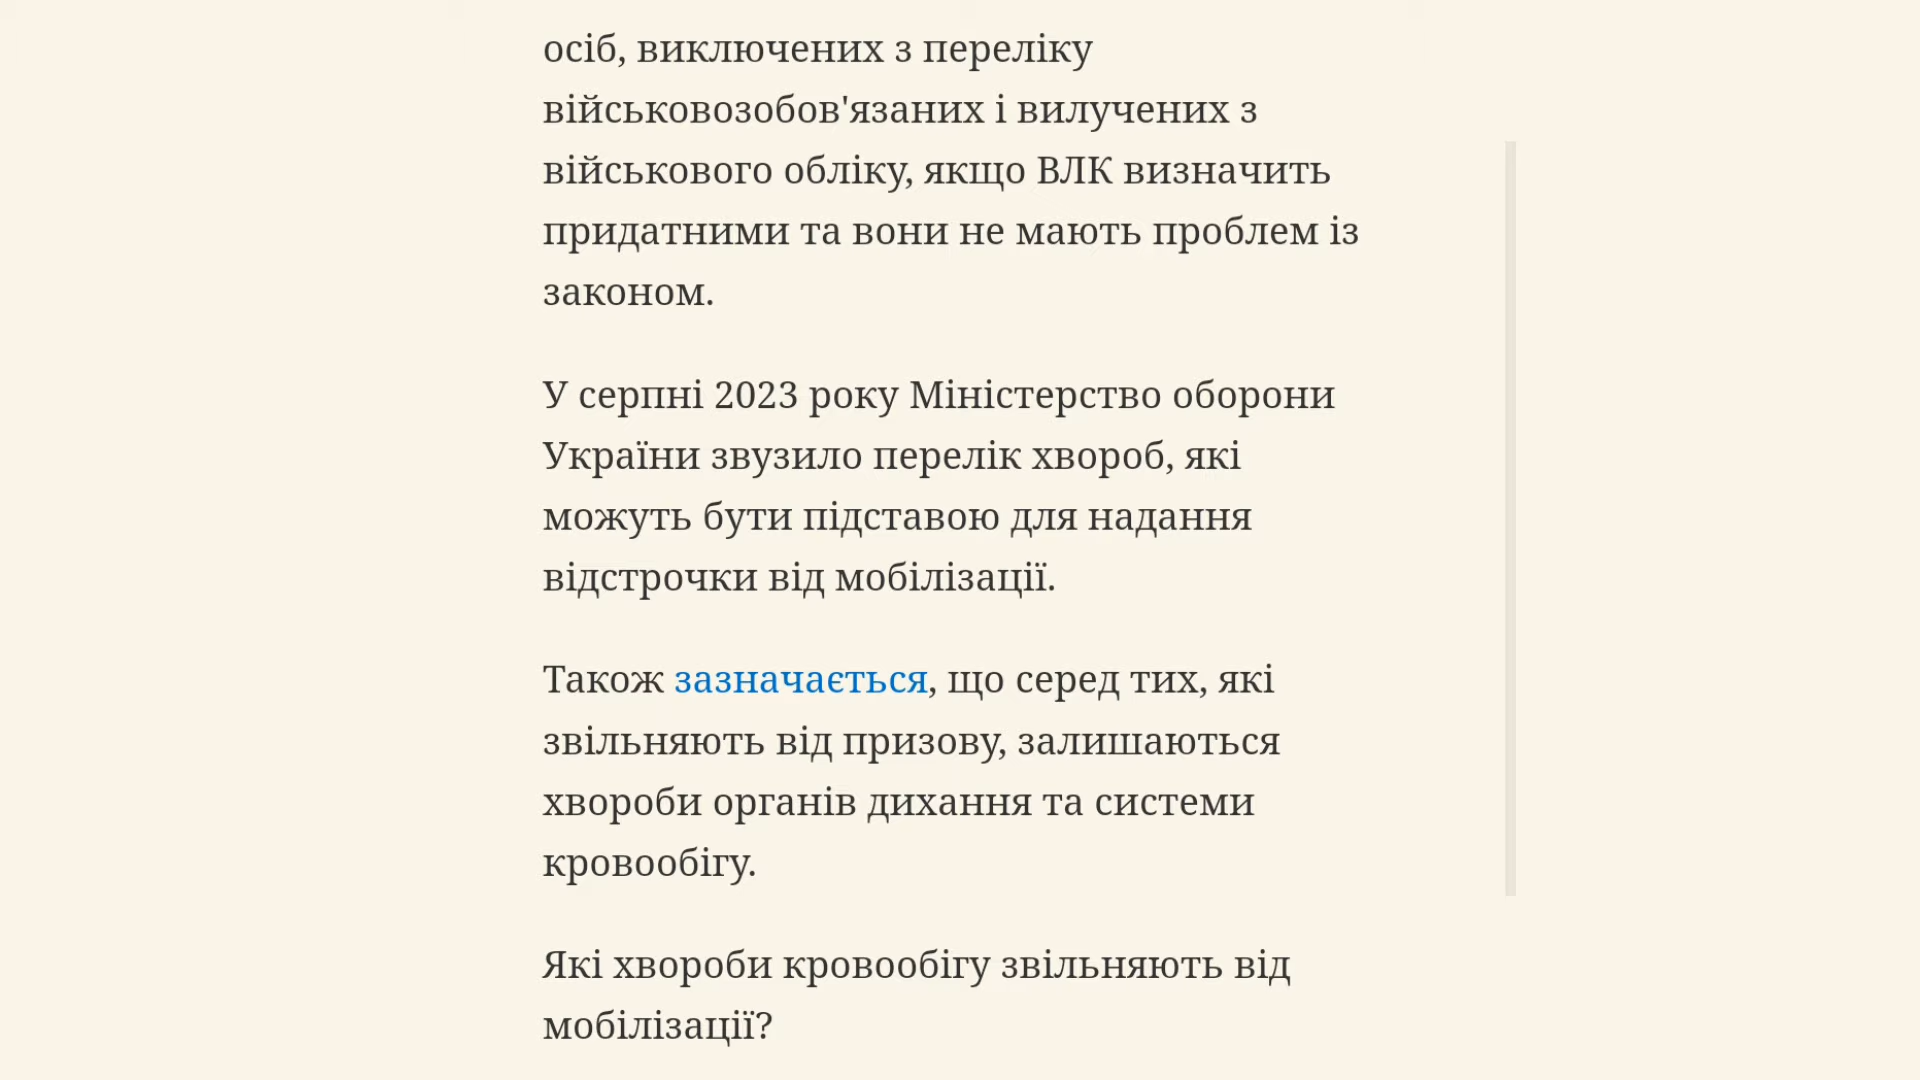 осіб, виключених з переліку
військовозобов'язаних і вилучених з
військового обліку, якщо ВЛК визначить
придатними та вони не мають проблем із
законом.
У серпні 2023 року Міністерство оборони
України звузило перелік хвороб, які
можуть бути підставою для надання
відстрочки від мобілізації.
Також зазначається, що серед тих, які
звільняють від призову, залишаються
хвороби органів дихання та системи
кровообігу.
Які хвороби кровообігу звільняють від
мобілізації?